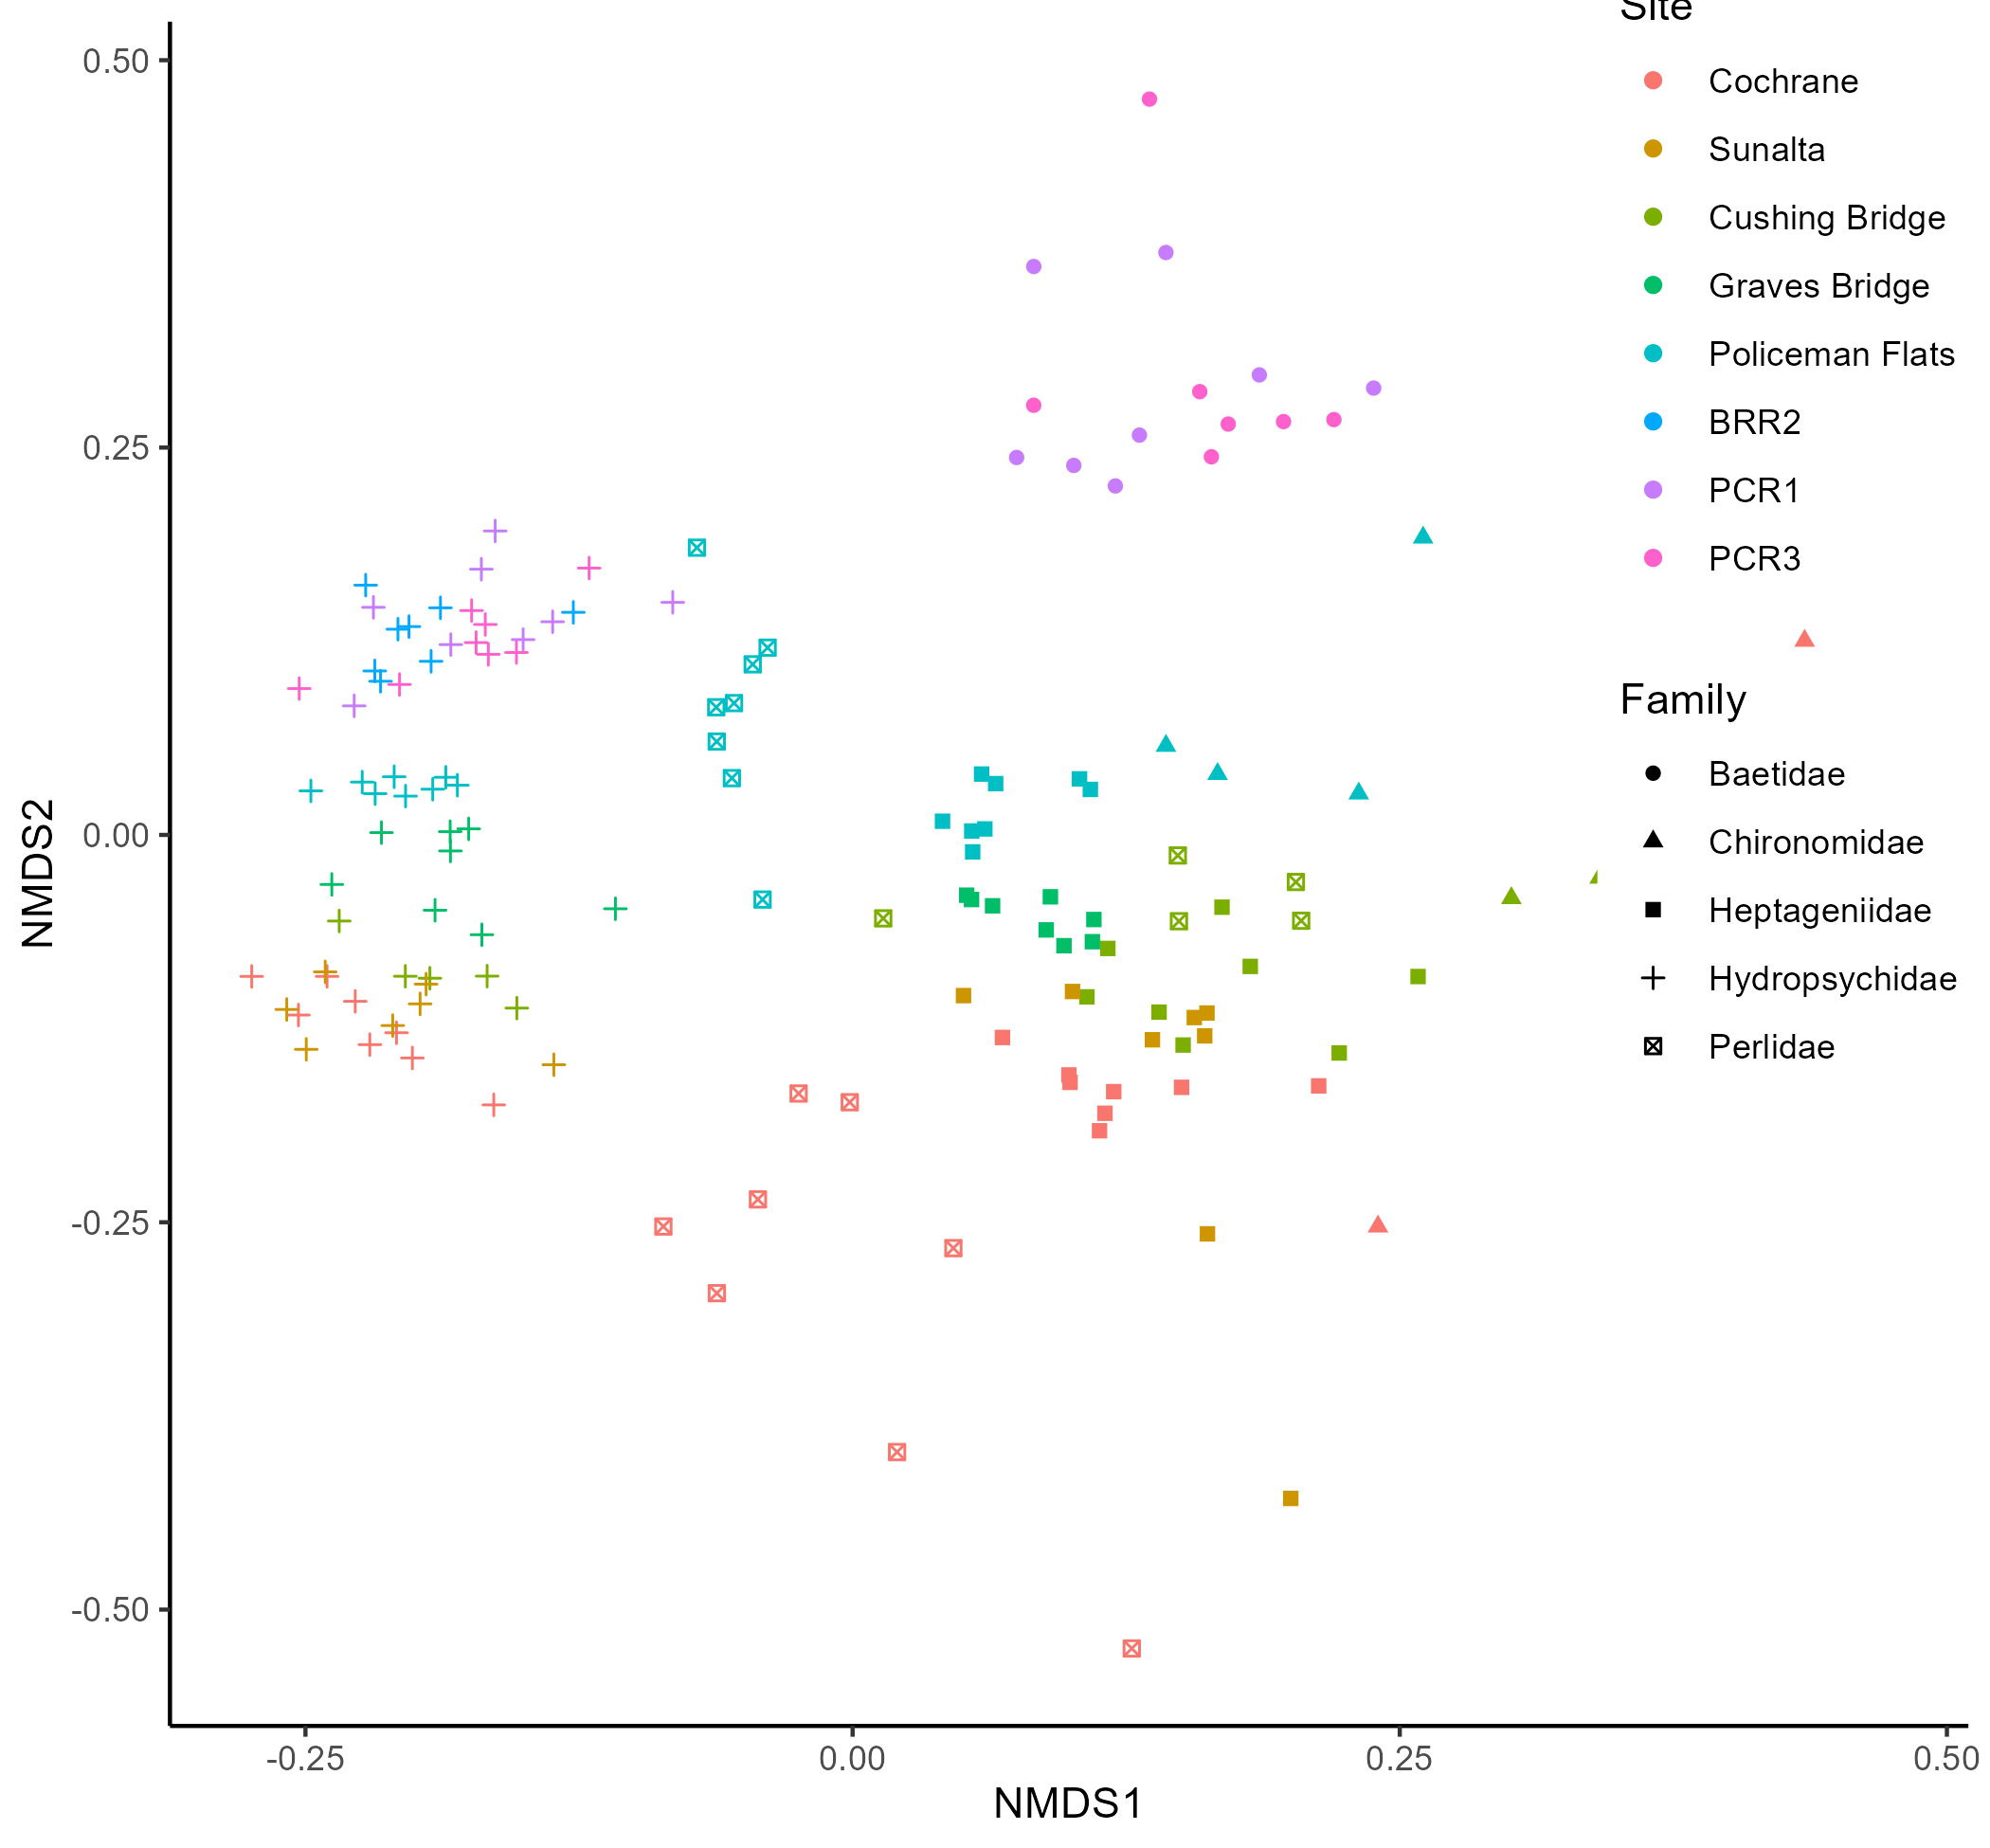 Site
Cochrane
Sunalta
Cushing Bridge
Graves Bridge
Policeman Flats
BRR2
PCR1
PCR3
Family
Baetidae
Chironomidae
Heptageniidae
Hydropsychidae
Perlidae
0.50
0.25
0.00
-0.25
-0.50
NMDS2
-0.25
0.00
0.25
0.50
NMDS1